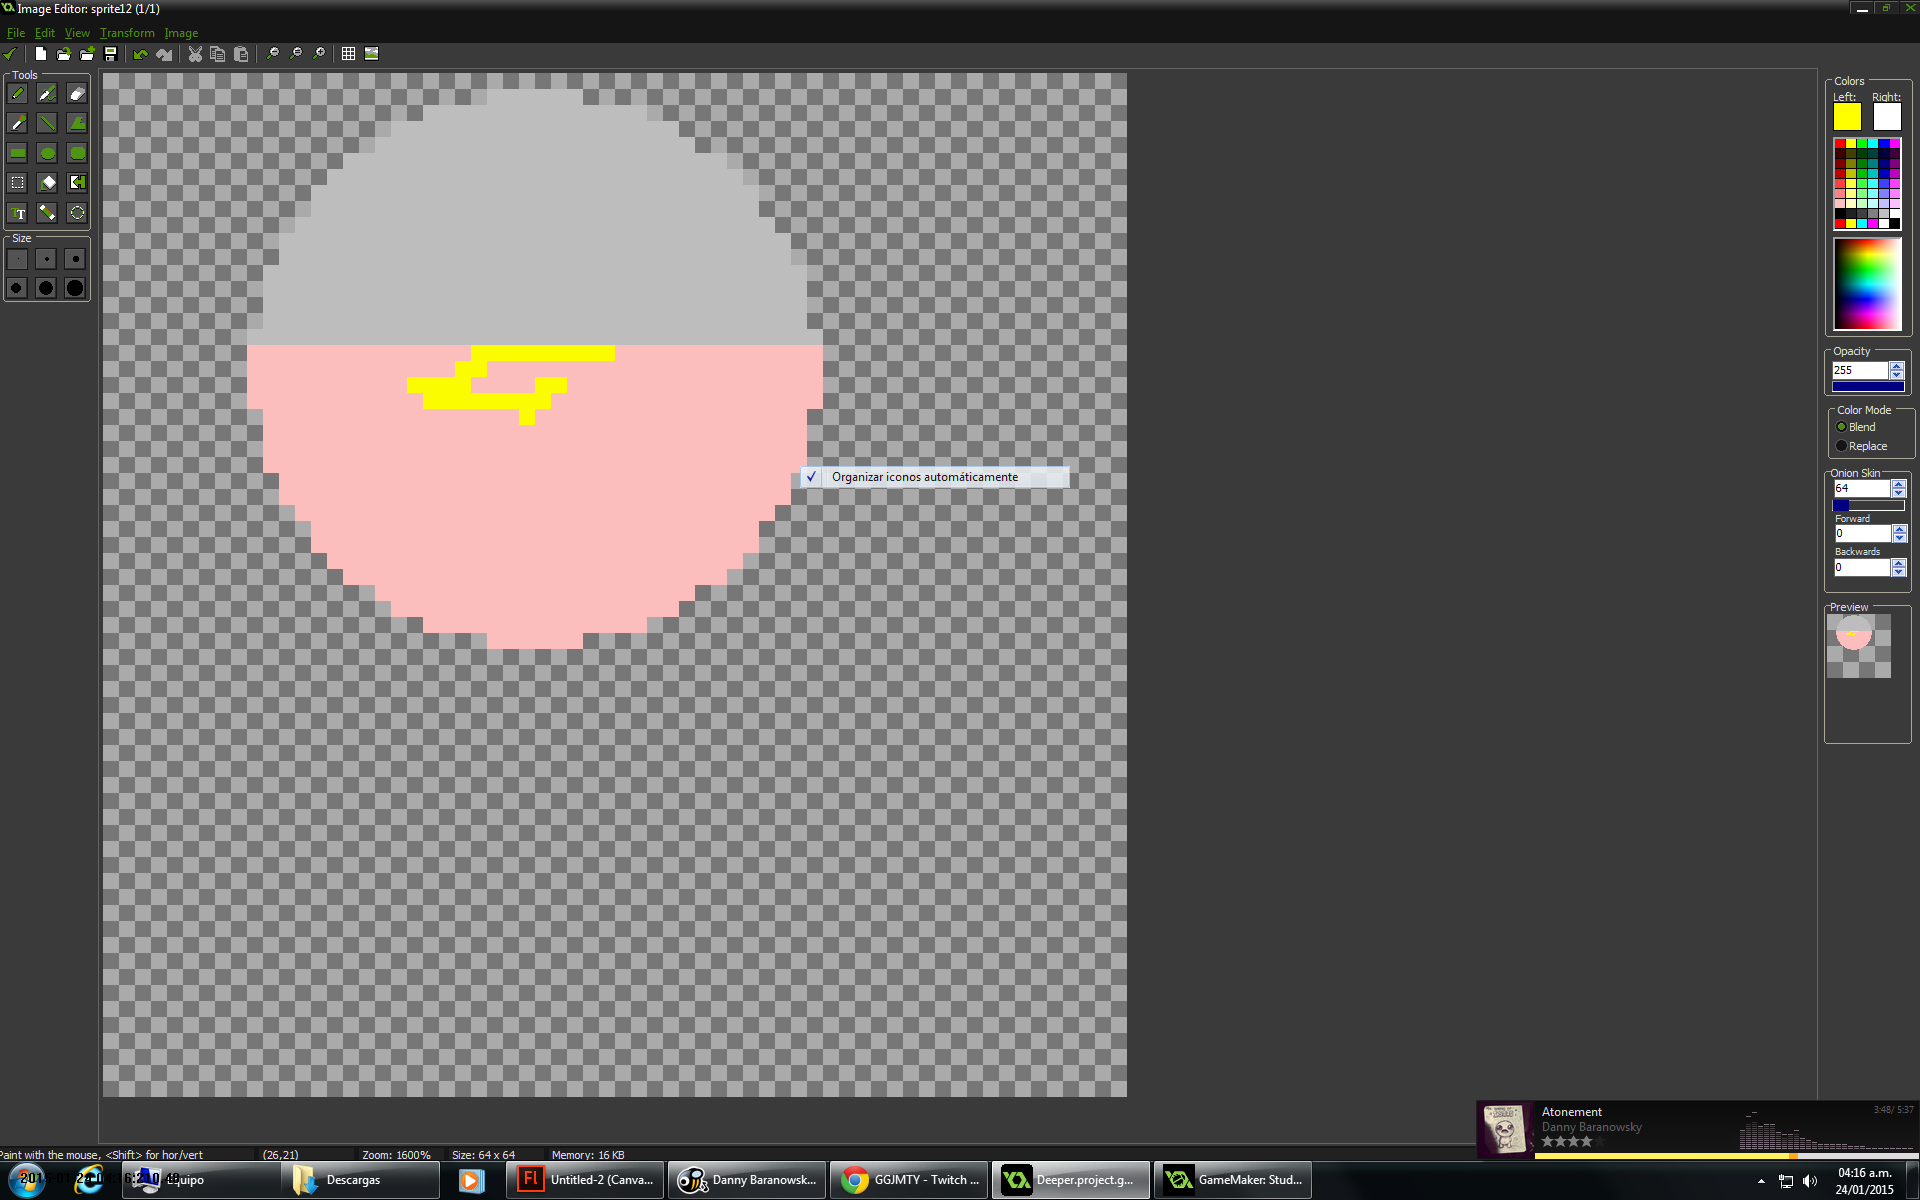 Image Editor: sprite12 (1/1)
File Edit View Transform Image
Tools
Size
Colors
Left: Right:
Opacity
255
Color Mode
Blend
Replace
Onion Skin
64
Forward
0
Backwards
0
Preview
Organizar iconos automáticamente
Atonement
Danny Baranowsky
3:48/ 5:37
Paint with the mouse, <Shift> for hor/vert (26,21) Zoom: 1600% Size: 64 x 64 Memory: 16 KB
Descargas
Untitled-2 (Canva...
Danny Baranowsk...
GGJMTY - Twitch ...
Deeper.project.g...
GameMaker: Stud...
04:16 a.m.
24/01/2015